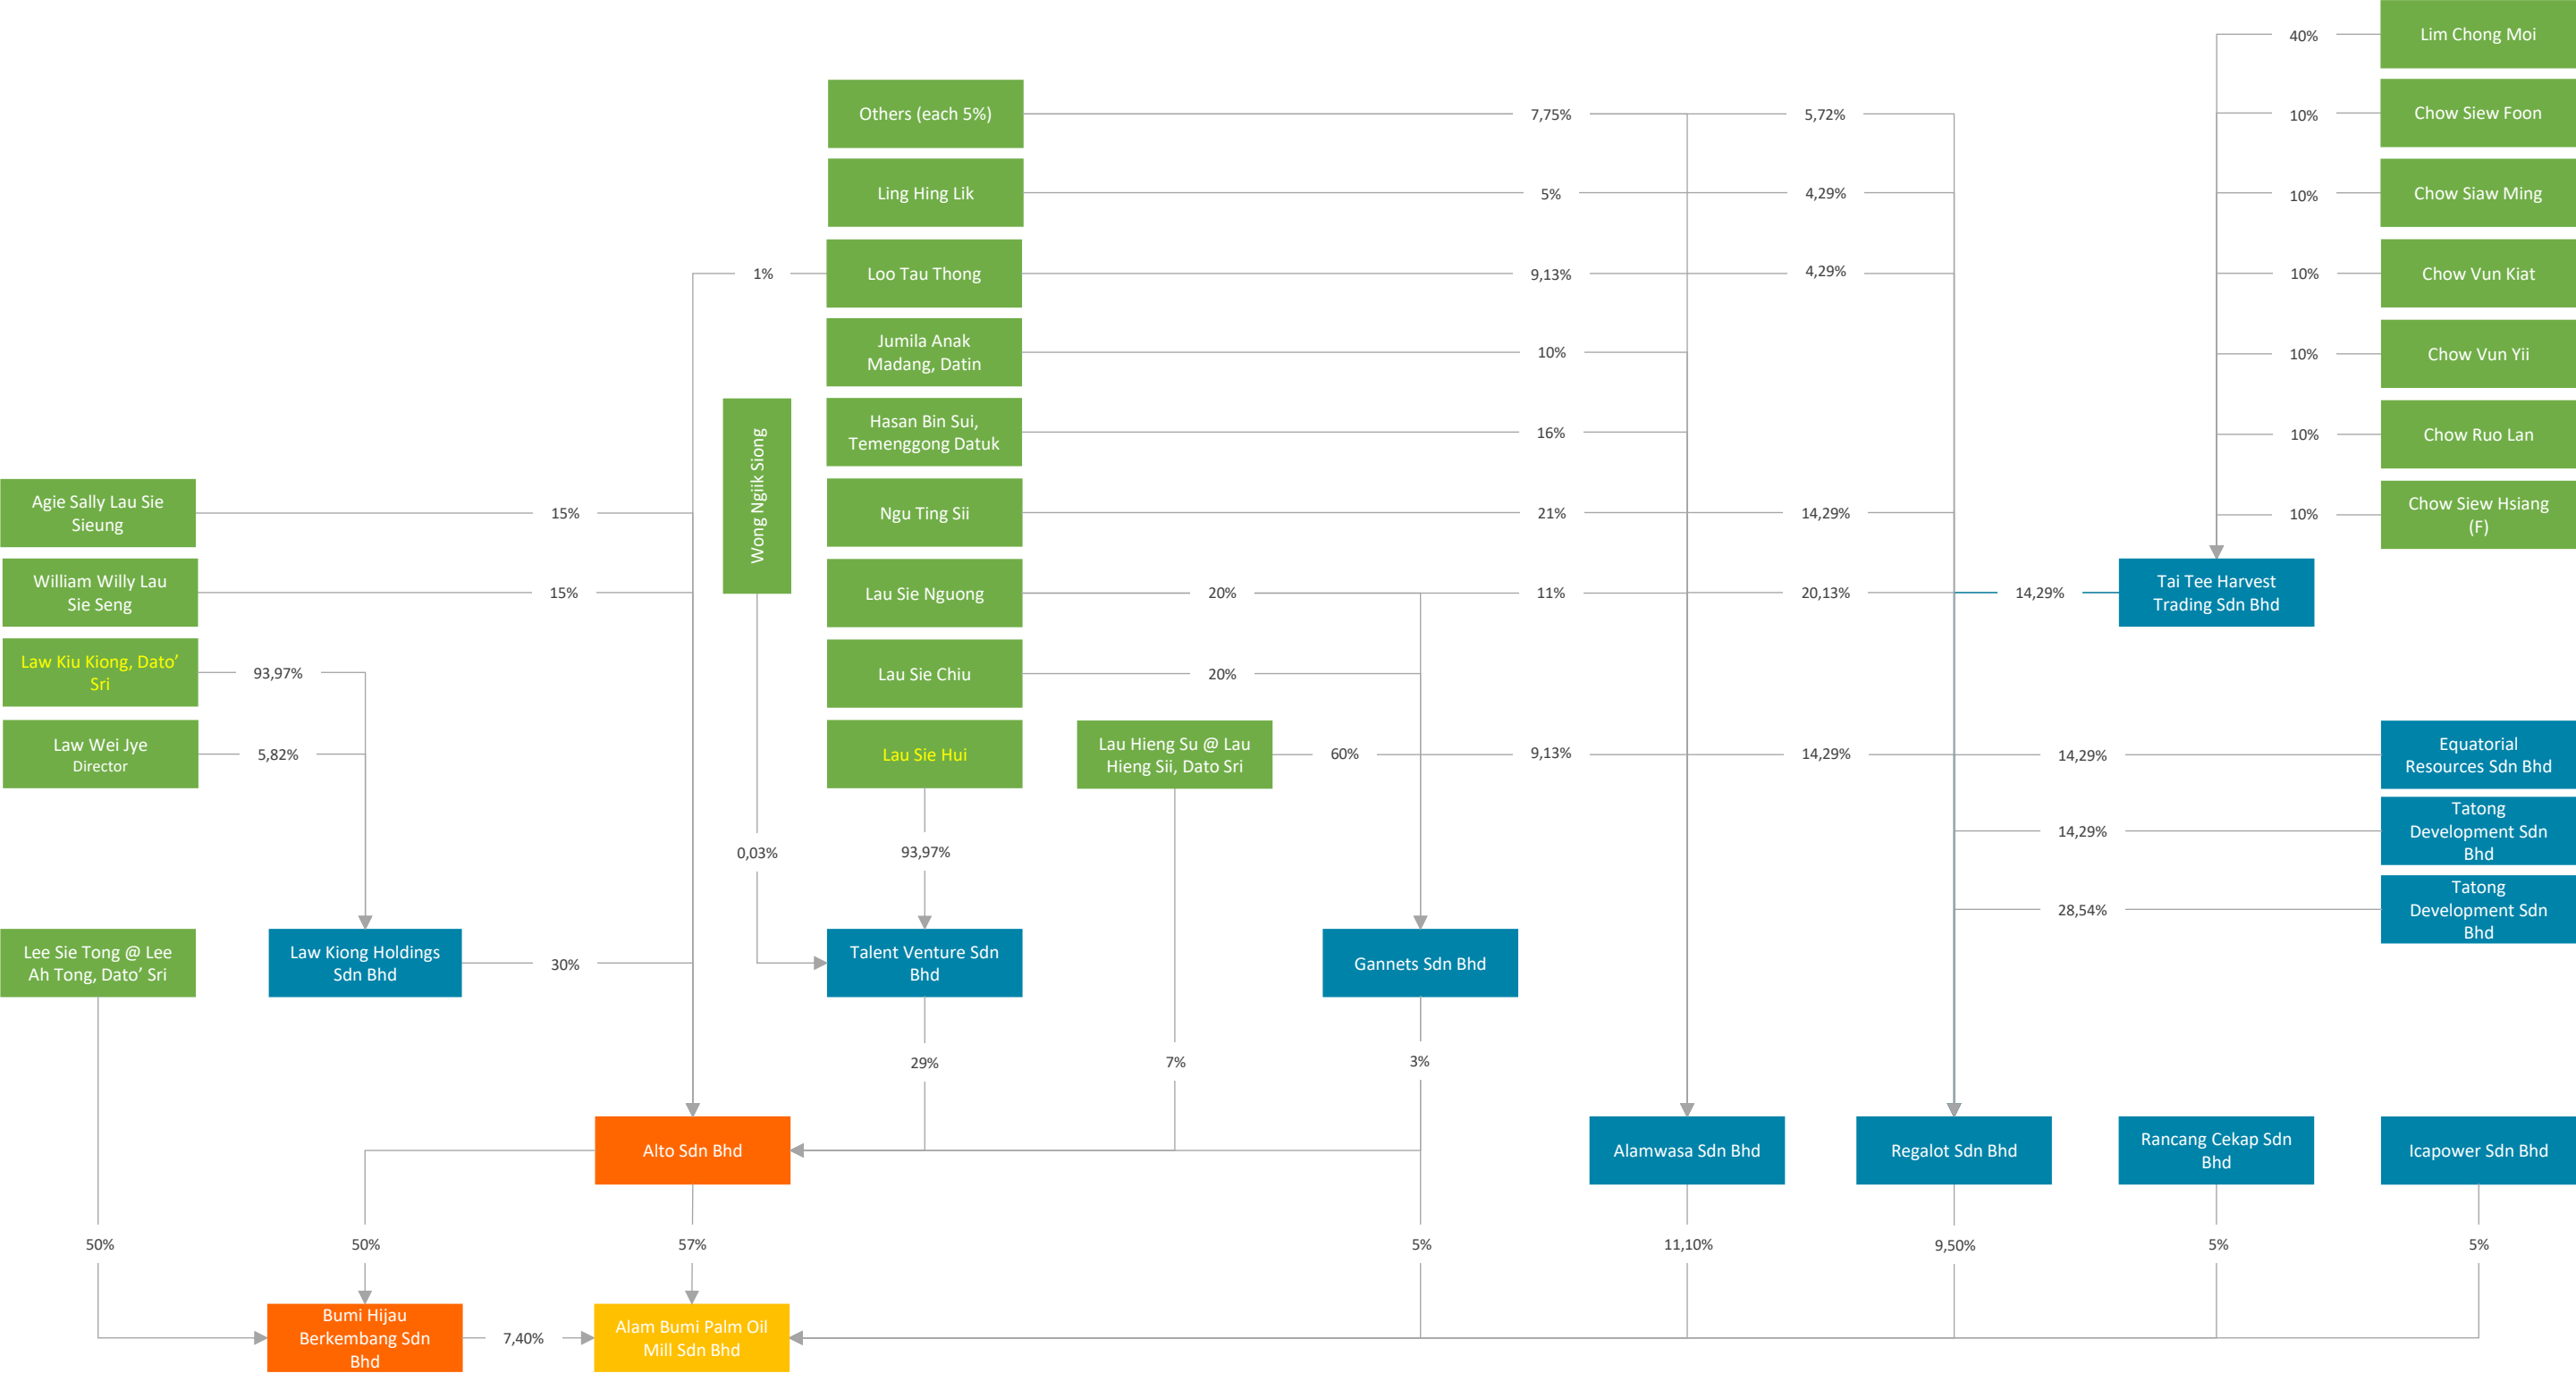 Lim Chong Moi
40%
Others (each 5%)
7,75%
5,72%
10%
Chow Siew Foon
Ling Hing Lik
5%
4,29%
10%
Chow Siaw Ming
1%
Loo Tau Thong
9,13%
4,29%
10%
Chow Vun Kiat
Jumila Anak
Madang, Datin
10%
10%
Chow Vun Yii
Wong Ngiik Siong
Hasan Bin Sui,
Temenggong Datuk
16%
10%
Chow Ruo Lan
Agie Sally Lau Sie
Sieung
15%
Ngu Ting Sii
21%
14,29%
10%
Chow Siew Hsiang
(F)
William Willy Lau
Sie Seng
15%
Lau Sie Nguong
20%
11%
20,13%
14,29%
Tai Tee Harvest
Trading Sdn Bhd
Law Kiu Kiong, Dato’
Sri
93,97%
Lau Sie Chiu
20%
Law Wei Jye
Director
5,82%
Lau Sie Hui
Lau Hieng Su @ Lau
Hieng Sii, Dato Sri
60%
9,13%
14,29%
14,29%
Equatorial
Resources Sdn Bhd
0,03%
93,97%
14,29%
Tatong
Development Sdn
Bhd
28,54%
Tatong
Development Sdn
Bhd
Lee Sie Tong @ Lee
Ah Tong, Dato’ Sri
Law Kiong Holdings
Sdn Bhd
30%
Talent Venture Sdn
Bhd
Gannets Sdn Bhd
29%
7%
3%
Alto Sdn Bhd
Alamwasa Sdn Bhd
Regalot Sdn Bhd
Rancang Cekap Sdn
Bhd
Icapower Sdn Bhd
50%
50%
57%
5%
11,10%
9,50%
5%
5%
Bumi Hijau
Berkembang Sdn
Bhd
7,40%
Alam Bumi Palm Oil
Mill Sdn Bhd